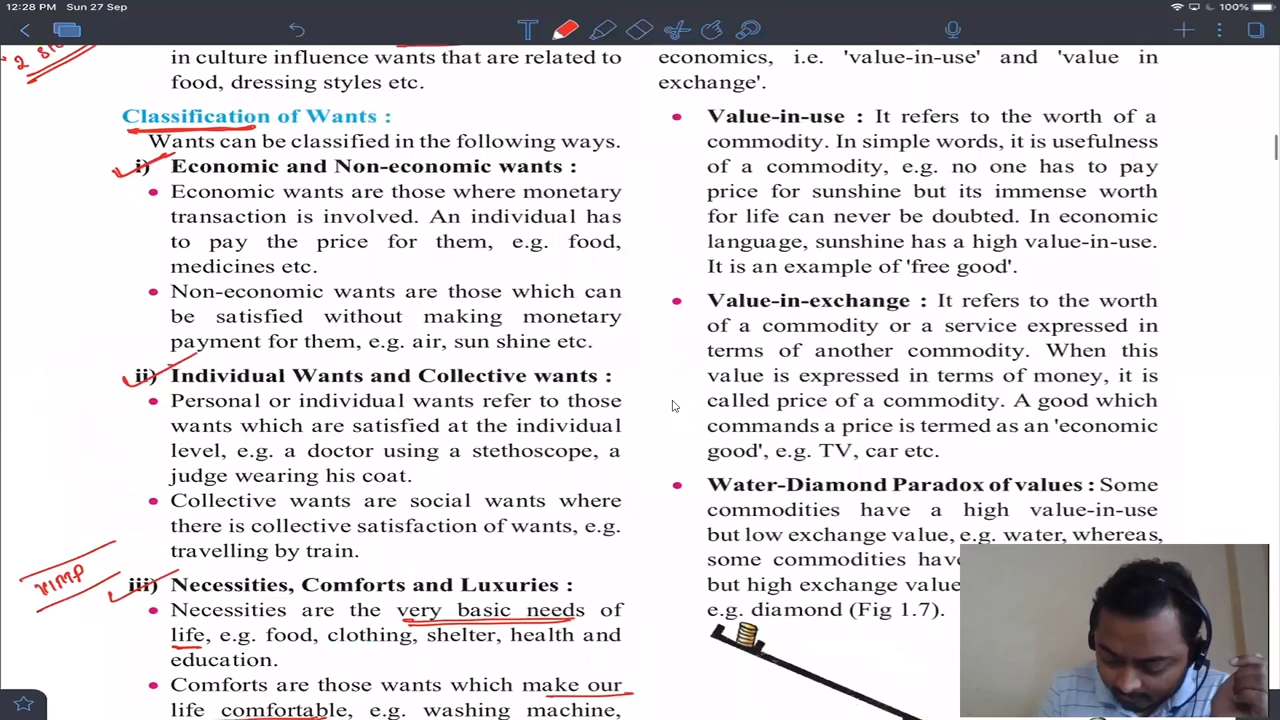 12:28 PM Sun 27 Sep
100%
in culture influence wants that are related to
food, dressing styles etc.
Classification of Wants :
Wants can be classified in the following ways.
i) Economic and Non-economic wants :
• Economic wants are those where monetary
transaction is involved. An individual has
to pay the price for them, e.g. food,
medicines etc.
• Non-economic wants are those which can
be satisfied without making monetary
payment for them, e.g. air, sun shine etc.
ii) Individual Wants and Collective wants :
• Personal or individual wants refer to those
wants which are satisfied at the individual
level, e.g. a doctor using a stethoscope, a
judge wearing his coat.
• Collective wants are social wants where
there is collective satisfaction of wants, e.g.
travelling by train.
iii) Necessities, Comforts and Luxuries :
• Necessities are the very basic needs of
life, e.g. food, clothing, shelter, health and
education.
• Comforts are those wants which make our
life comfortable, e.g. washing machine,
economics, i.e. 'value-in-use' and 'value in
exchange'.
• Value-in-use : It refers to the worth of a
commodity. In simple words, it is usefulness
of a commodity, e.g. no one has to pay
price for sunshine but its immense worth
for life can never be doubted. In economic
language, sunshine has a high value-in-use.
It is an example of 'free good'.
• Value-in-exchange : It refers to the worth
of a commodity or a service expressed in
terms of another commodity. When this
value is expressed in terms of money, it is
called price of a commodity. A good which
commands a price is termed as an 'economic
good', e.g. TV, car etc.
• Water-Diamond Paradox of values : Some
commodities have a high value-in-use
but low exchange value, e.g. water, whereas,
some commodities have
but high exchange value
e.g. diamond (Fig 1.7).